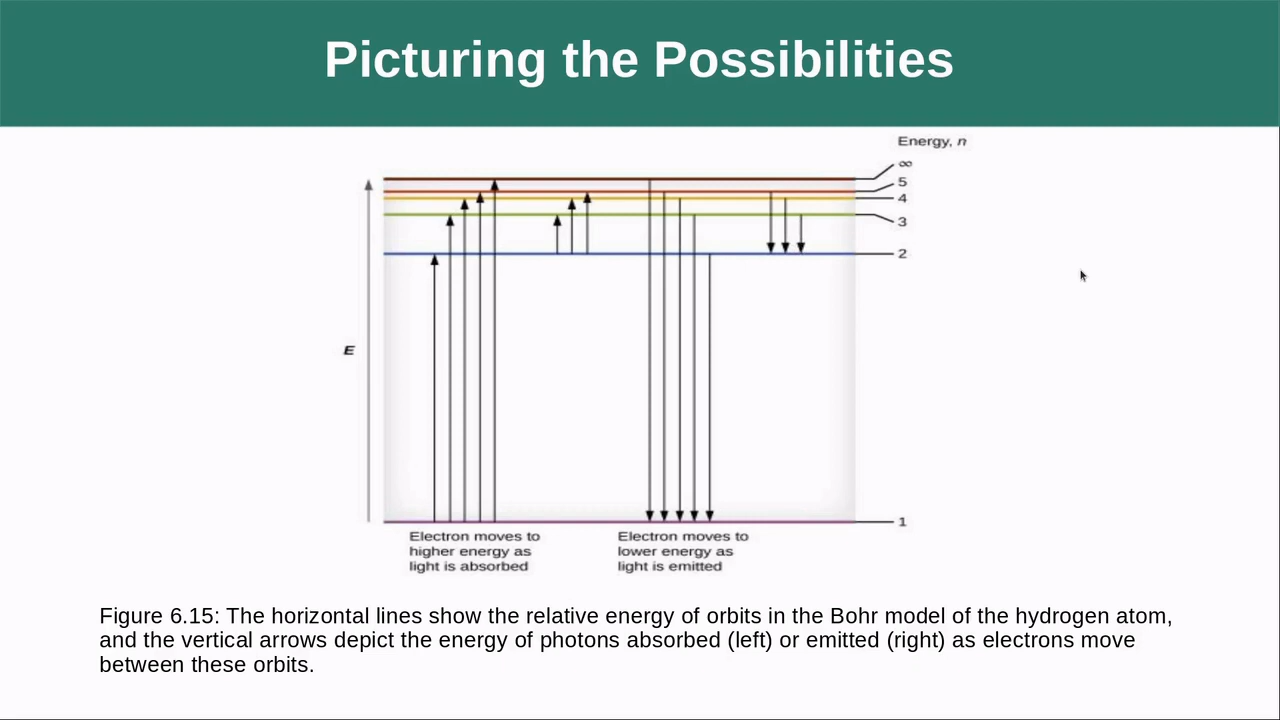 Picturing the Possibilities
Energy, n
∞
5
4
3
2
E
1
Electron moves to
higher energy as
light is absorbed
Electron moves to
lower energy as
light is emitted
Figure 6.15: The horizontal lines show the relative energy of orbits in the Bohr model of the hydrogen atom,
and the vertical arrows depict the energy of photons absorbed (left) or emitted (right) as electrons move
between these orbits.